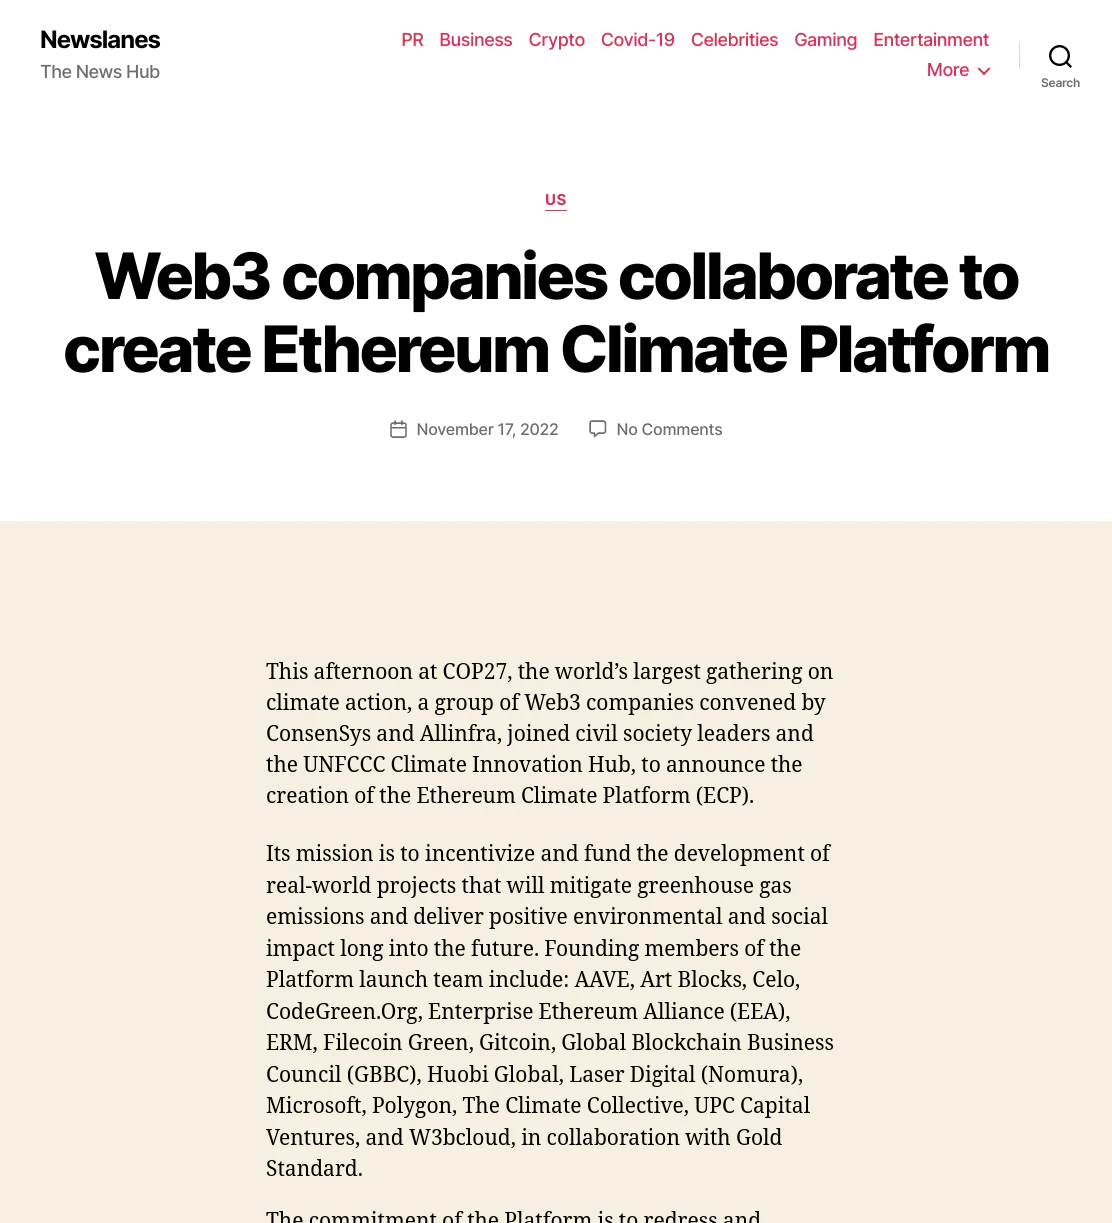 Newslanes
The News Hub
PR Business Crypto Covid-19 Celebrities Gaming Entertainment
More
Search
US
Web3 companies collaborate to
create Ethereum Climate Platform
November 17, 2022 No Comments
This afternoon at COP27, the world’s largest gathering on
climate action, a group of Web3 companies convened by
ConsenSys and Allinfra, joined civil society leaders and
the UNFCCC Climate Innovation Hub, to announce the
creation of the Ethereum Climate Platform (ECP).
Its mission is to incentivize and fund the development of
real-world projects that will mitigate greenhouse gas
emissions and deliver positive environmental and social
impact long into the future. Founding members of the
Platform launch team include: AAVE, Art Blocks, Celo,
CodeGreen.Org, Enterprise Ethereum Alliance (EEA),
ERM, Filecoin Green, Gitcoin, Global Blockchain Business
Council (GBBC), Huobi Global, Laser Digital (Nomura),
Microsoft, Polygon, The Climate Collective, UPC Capital
Ventures, and W3bcloud, in collaboration with Gold
Standard.
The commitment of the Platform is to redress and